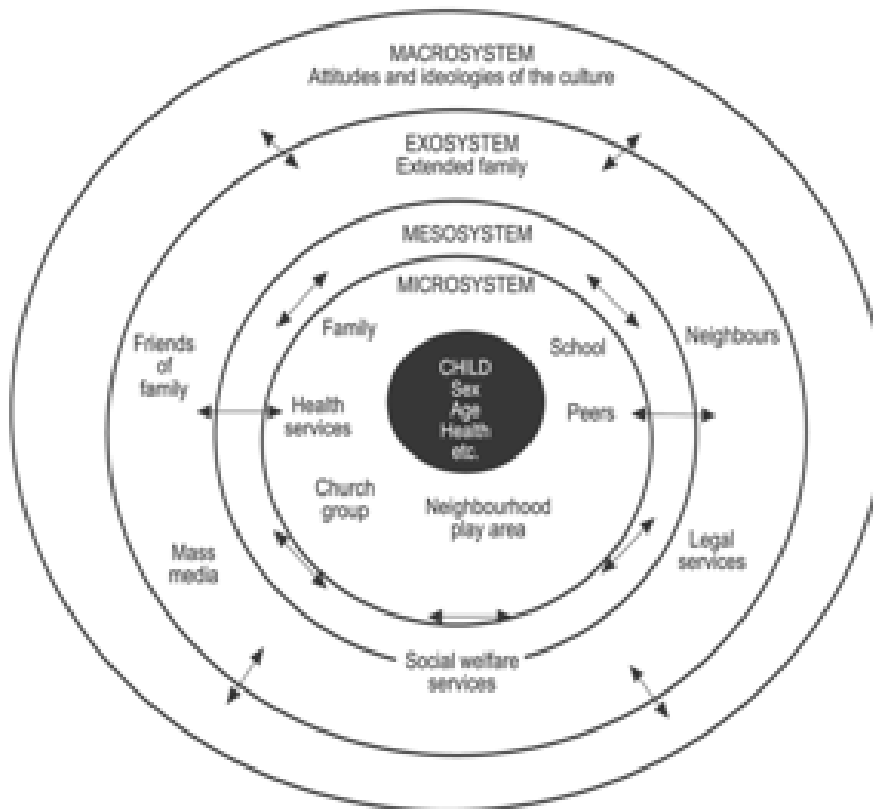 MACROSYSTEM
Attitudes and ideologies of the culture
EXOSYSTEM
Extended family
MESOSYSTEM
MICROSYSTEM
Family
School
Neighbours
Friends
of
family
CHILD
Sex
Age
Health
etc.
Health
services
Peers
Church
group
Neighbourhood
play area
Mass
media
Legal
services
Social welfare
services